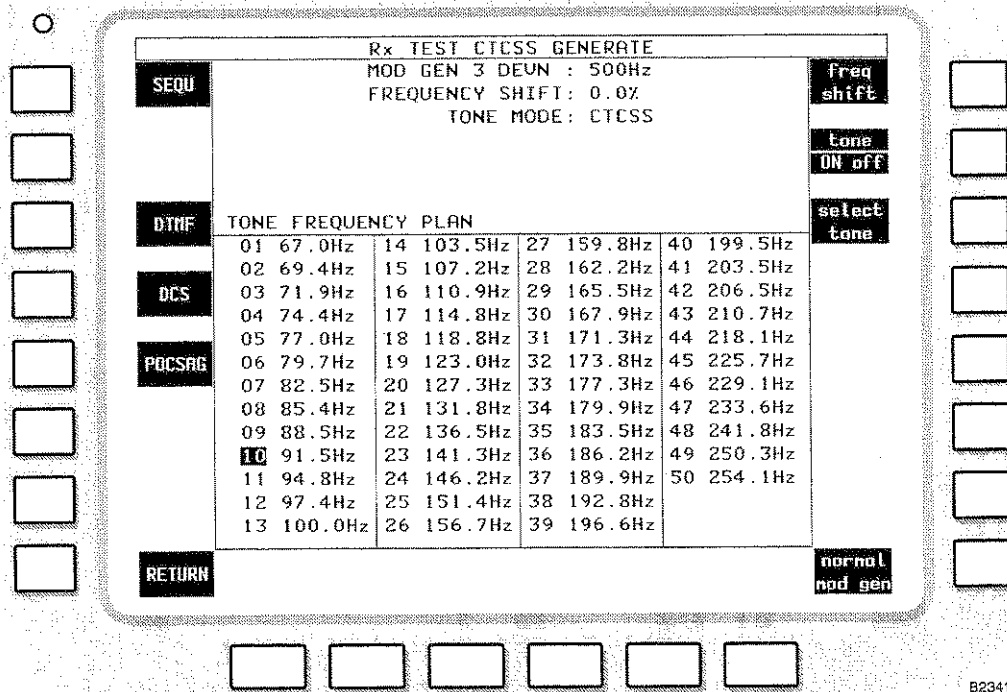 Rx TEST CTCSS GENERATE
MOD GEN 3 DEVN : 500Hz
FREQUENCY SHIFT: 0.0%
TONE MODE: CTCSS
SEQU
DTMF
DCS
POCSAG
RETURN
freq
shift
tone
ON off
select
tone
normal
mod gen
TONE FREQUENCY PLAN
01 67.0Hz 14 103.5Hz 27 159.8Hz 40 199.5Hz
02 69.4Hz 15 107.2Hz 28 162.2Hz 41 203.5Hz
03 71.9Hz 16 110.9Hz 29 165.5Hz 42 206.5Hz
04 74.4Hz 17 114.8Hz 30 167.9Hz 43 210.7Hz
05 77.0Hz 18 118.8Hz 31 171.3Hz 44 218.1Hz
06 79.7Hz 19 123.0Hz 32 173.8Hz 45 225.7Hz
07 82.5Hz 20 127.3Hz 33 177.3Hz 46 229.1Hz
08 85.4Hz 21 131.8Hz 34 179.9Hz 47 233.6Hz
09 88.5Hz 22 136.5Hz 35 183.5Hz 48 241.8Hz
10 91.5Hz 23 141.3Hz 36 186.2Hz 49 250.3Hz
11 94.8Hz 24 146.2Hz 37 189.9Hz 50 254.1Hz
12 97.4Hz 25 151.4Hz 38 192.8Hz
13 100.0Hz 26 156.7Hz 39 196.6Hz